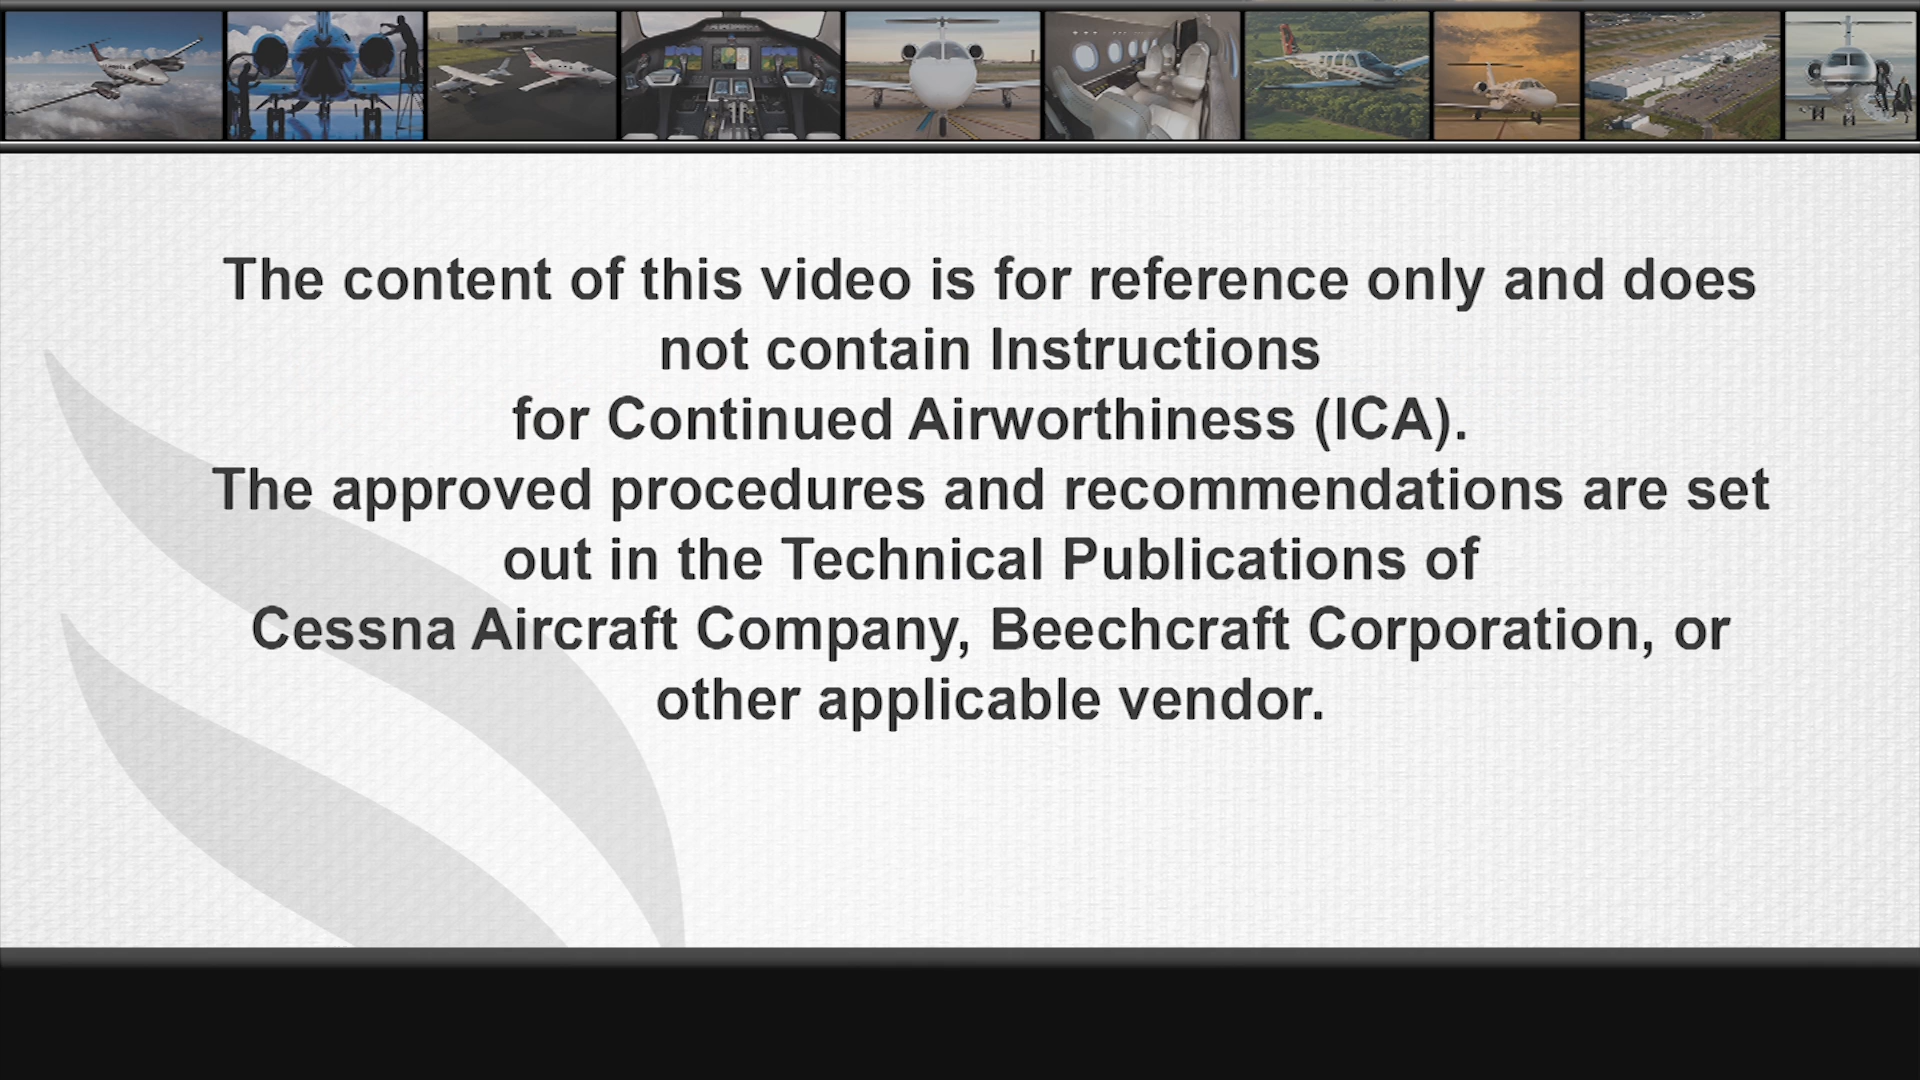 The content of this video is for reference only and does
not contain Instructions
for Continued Airworthiness (ICA).
The approved procedures and recommendations are set
out in the Technical Publications of
Cessna Aircraft Company, Beechcraft Corporation, or
other applicable vendor.